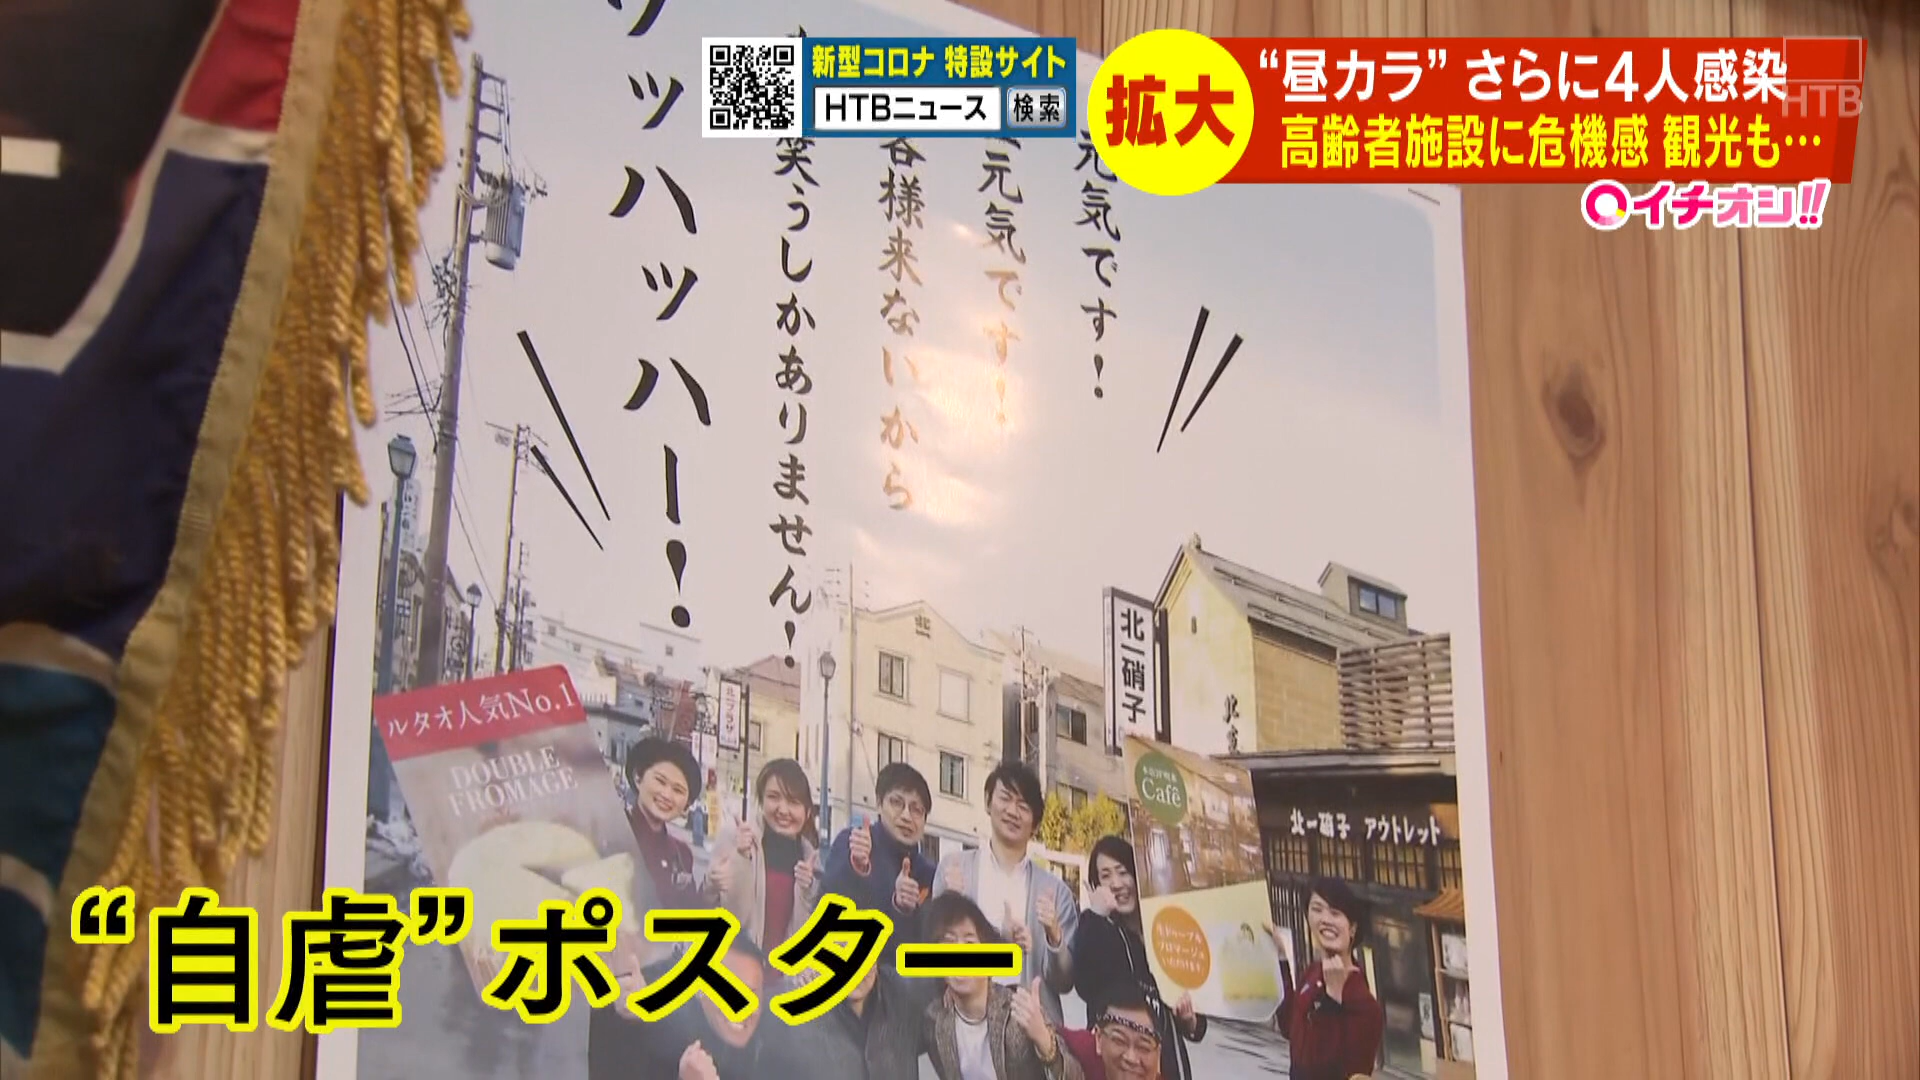 新型コロナ 特設サイト
HTBニュース 検索
拡大
“昼カラ” さらに4人感染
高齢者施設に危機感 観光も…
HTB
イチオシ!!
元気です!
元気です!
客様来ないから
笑うしかありません!
ワッハッハー!
北一硝子
北一プラザ
ルタオ人気No.1
DOUBLE
FROMAGE
Café
北一硝子 アウトレット
“自虐”ポスター